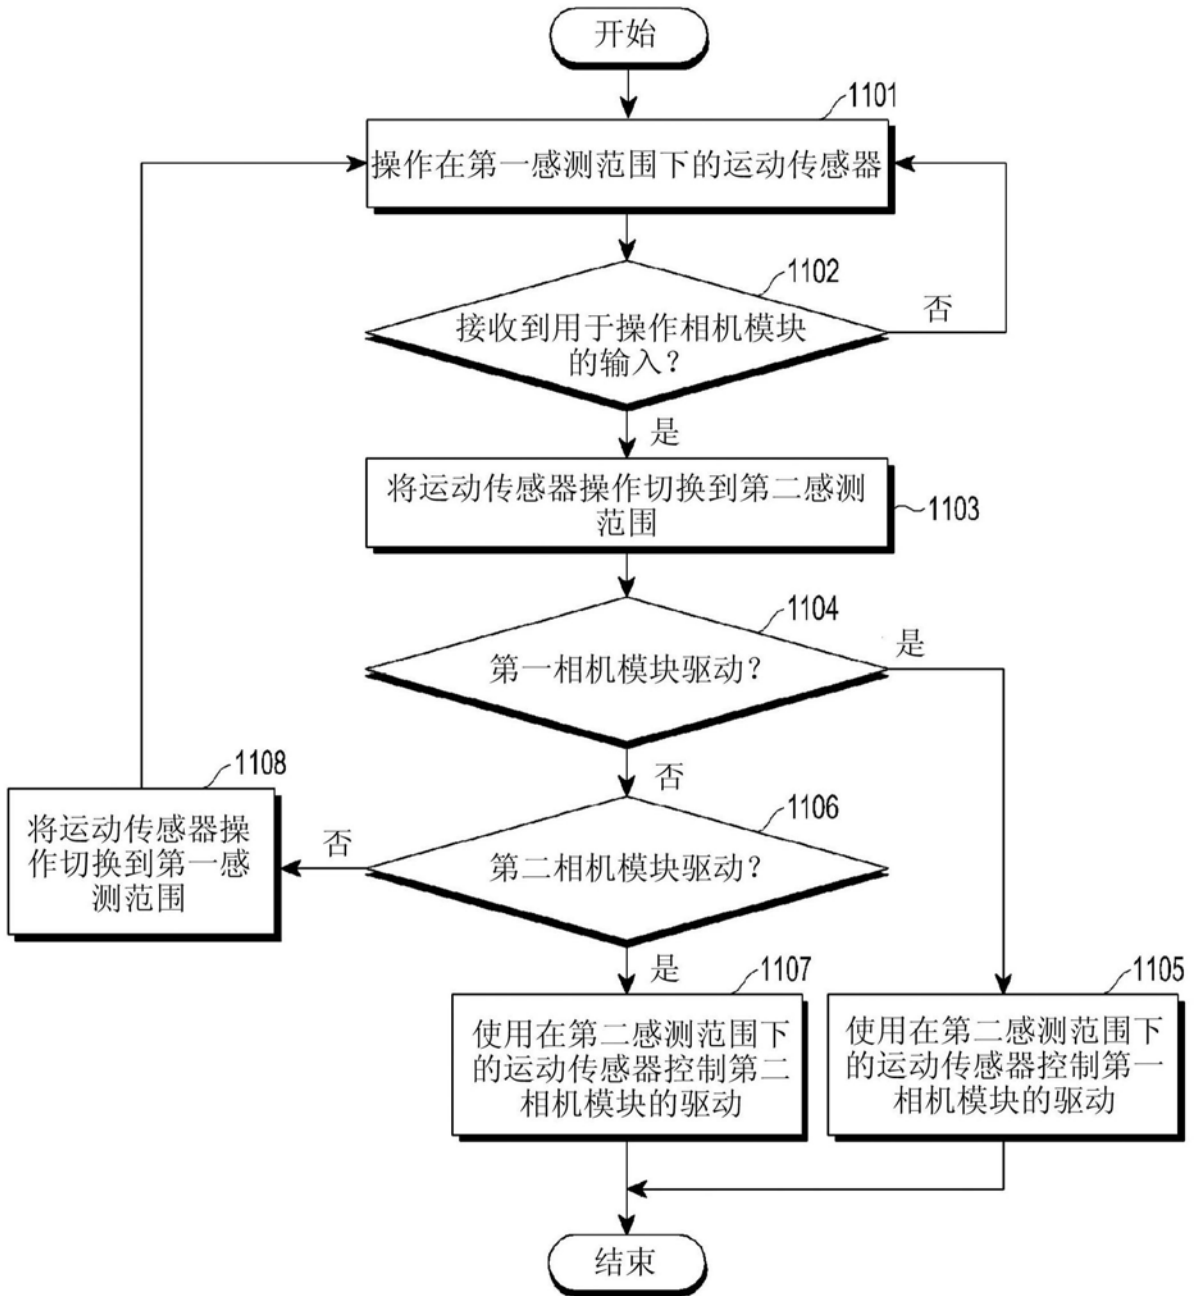 开始
1101
操作在第一感测范围下的运动传感器
1102
接收到用于操作相机模块
的输入？
否
是
将运动传感器操作切换到第二感测
范围
1103
1104
第一相机模块驱动？
是
否
1108
将运动传感器操
作切换到第一感
测范围
否
1106
第二相机模块驱动？
是
1107
使用在第二感测范围下
的运动传感器控制第二
相机模块的驱动
1105
使用在第二感测范围下
的运动传感器控制第一
相机模块的驱动
结束